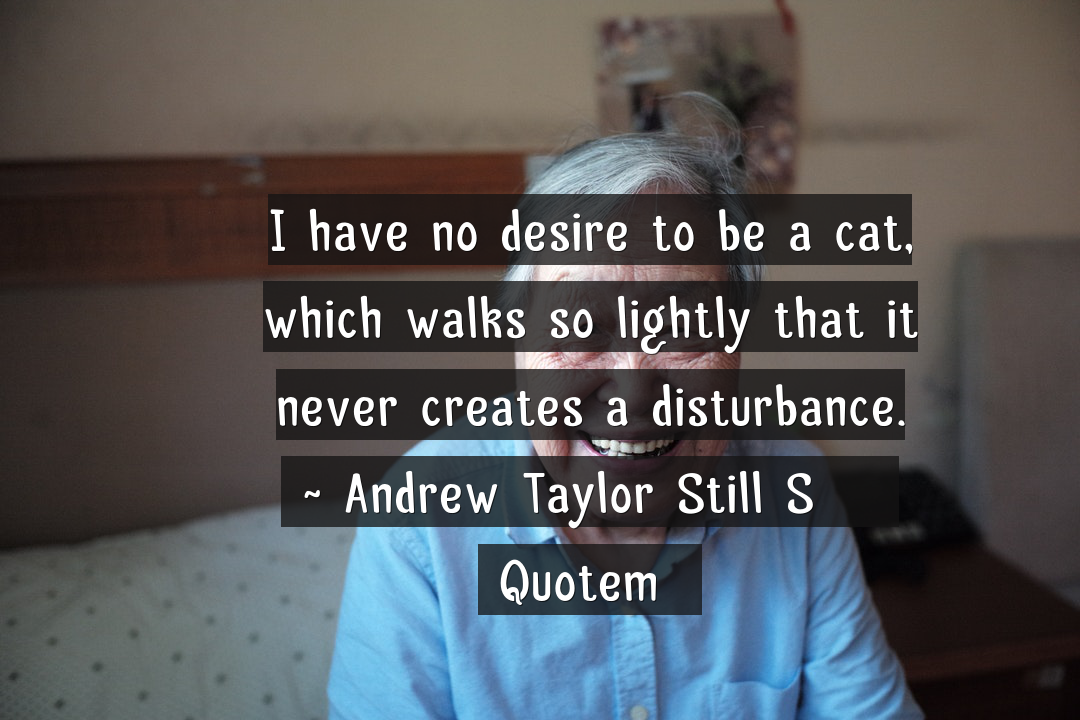 I have no desire to be a cat,
which walks so lightly that it
never creates a disturbance.
~ Andrew Taylor Still S
Quotem